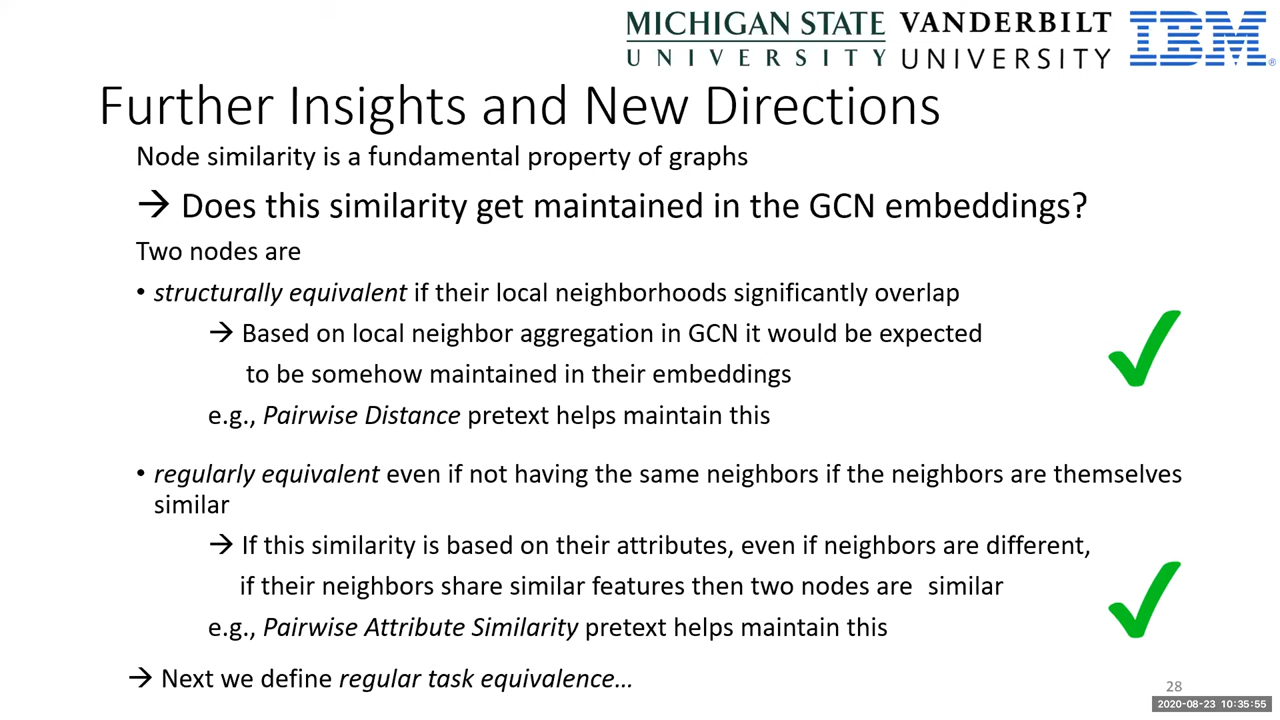 MICHIGAN STATE VANDERBILT IBM®
UNIVERSITY UNIVERSITY
Further Insights and New Directions
Node similarity is a fundamental property of graphs
→ Does this similarity get maintained in the GCN embeddings?
Two nodes are
• structurally equivalent if their local neighborhoods significantly overlap
→ Based on local neighbor aggregation in GCN it would be expected
to be somehow maintained in their embeddings
e.g., Pairwise Distance pretext helps maintain this
• regularly equivalent even if not having the same neighbors if the neighbors are themselves
similar
→ If this similarity is based on their attributes, even if neighbors are different,
if their neighbors share similar features then two nodes are similar
e.g., Pairwise Attribute Similarity pretext helps maintain this
→ Next we define regular task equivalence…
28
2020-08-23 10:35:55